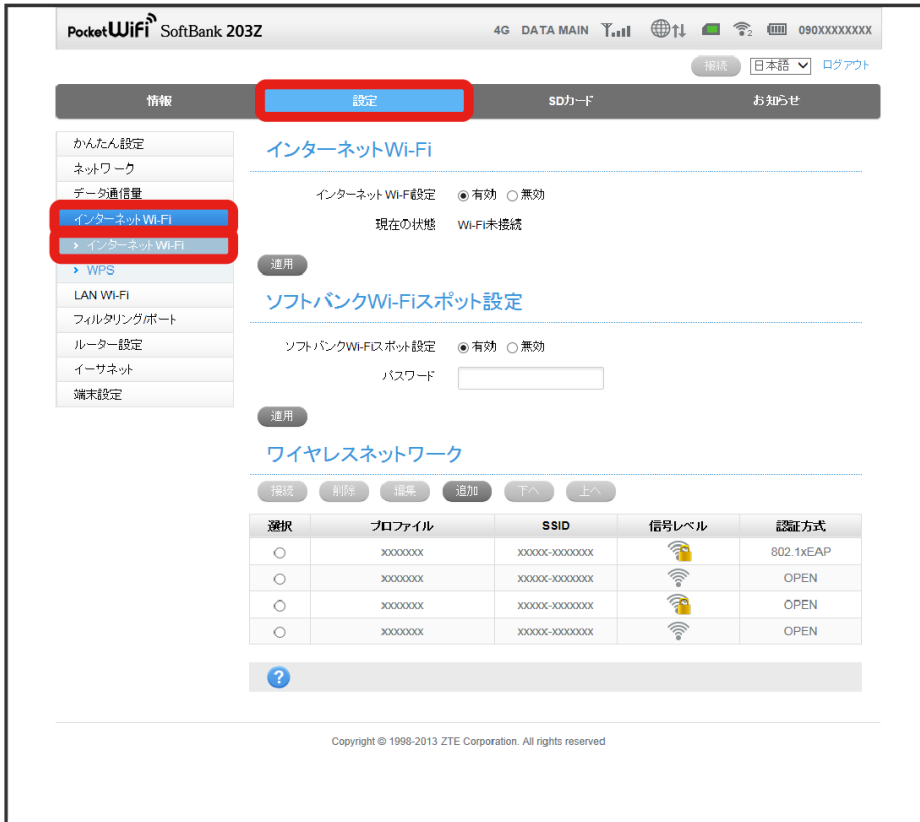 PocketWiFi SoftBank 203Z 4G DATA MAIN 2 090XXXXXXXX
接続 日本語 ログアウト
情報 設定 SDカード お知らせ
かんたん設定
ネットワーク
データ通信量
インターネットWi-Fi
› インターネットWi-Fi
› WPS
LAN Wi-Fi
フィルタリング/ポート
ルーター設定
イーサネット
端末設定
インターネットWi-Fi
インターネットWi-Fi設定 有効 無効
現在の状態 Wi-Fi未接続
適用
ソフトバンクWi-Fiスポット設定
ソフトバンクWi-Fiスポット設定 有効 無効
パスワード
適用
ワイヤレスネットワーク
接続 削除 編集 追加 下へ 上へ
選択 プロファイル SSID 信号レベル 認証方式
xxxxxxx xxxxx-xxxxxxx 802.1xEAP
xxxxxxx xxxxx-xxxxxxx OPEN
xxxxxxx xxxxx-xxxxxxx OPEN
xxxxxxx xxxxx-xxxxxxx OPEN
?
Copyright © 1998-2013 ZTE Corporation. All rights reserved